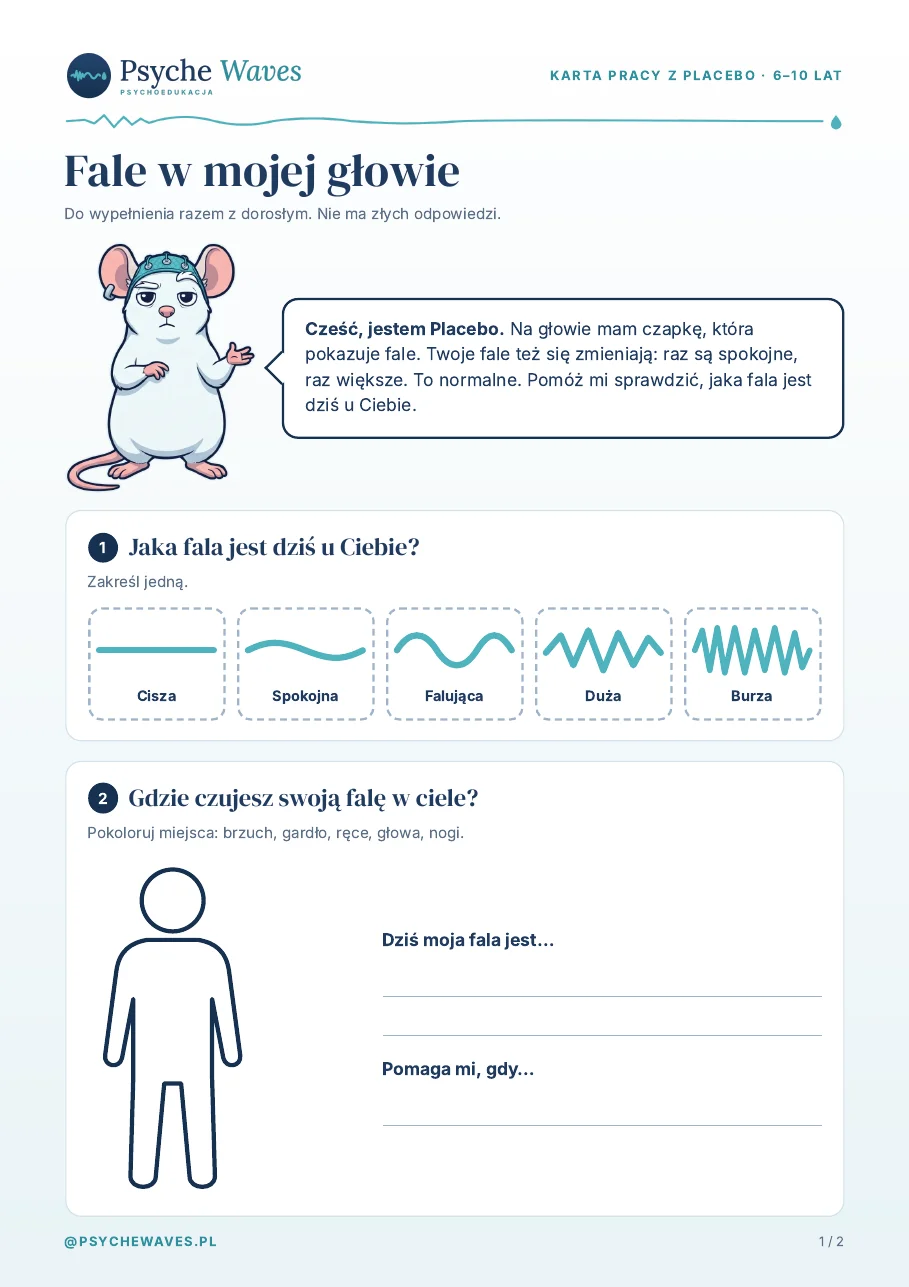 Psyche Waves
PSYCHOEDUKACJA
KARTA PRACY Z PLACEBO · 6–10 LAT
Fale w mojej głowie
Do wypełnienia razem z dorosłym. Nie ma złych odpowiedzi.
Cześć, jestem Placebo. Na głowie mam czapkę, która
pokazuje fale. Twoje fale też się zmieniają: raz są spokojne,
raz większe. To normalne. Pomóż mi sprawdzić, jaka fala jest
dziś u Ciebie.
1 Jaka fala jest dziś u Ciebie?
Zakreśl jedną.
Cisza
Spokojna
Falująca
Duża
Burza
2 Gdzie czujesz swoją falę w ciele?
Pokoloruj miejsca: brzuch, gardło, ręce, głowa, nogi.
Dziś moja fala jest...
Pomaga mi, gdy...
@PSYCHEWAVES.PL
1 / 2